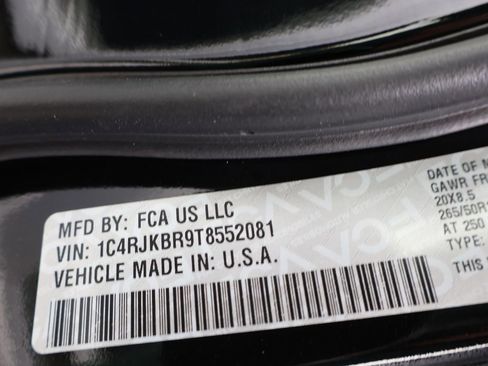 MFD BY: FCA US LLC
VIN: 1C4RJKBR9T8552081
VEHICLE MADE IN: U.S.A.
DATE OF M
GAWR FR
20X8.5
265/50R
AT 250
TYPE:
THIS